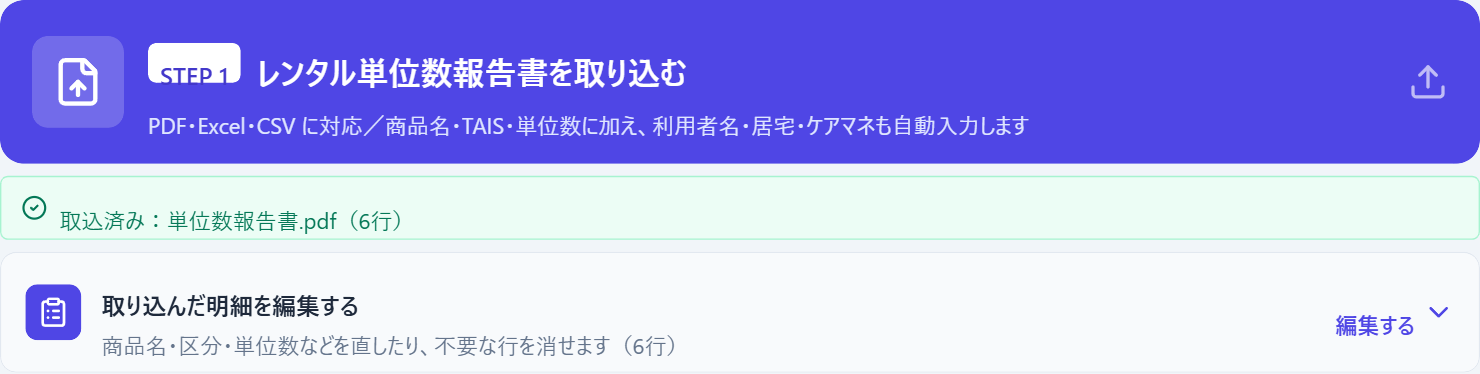 STEP 1 レンタル単位数報告書を取り込む
PDF・Excel・CSV に対応／商品名・TAIS・単位数に加え、利用者名・居宅・ケアマネも自動入力します
取込済み：単位数報告書.pdf（6行）
取り込んだ明細を編集する
編集する
商品名・区分・単位数などを直したり、不要な行を消せます（6行）